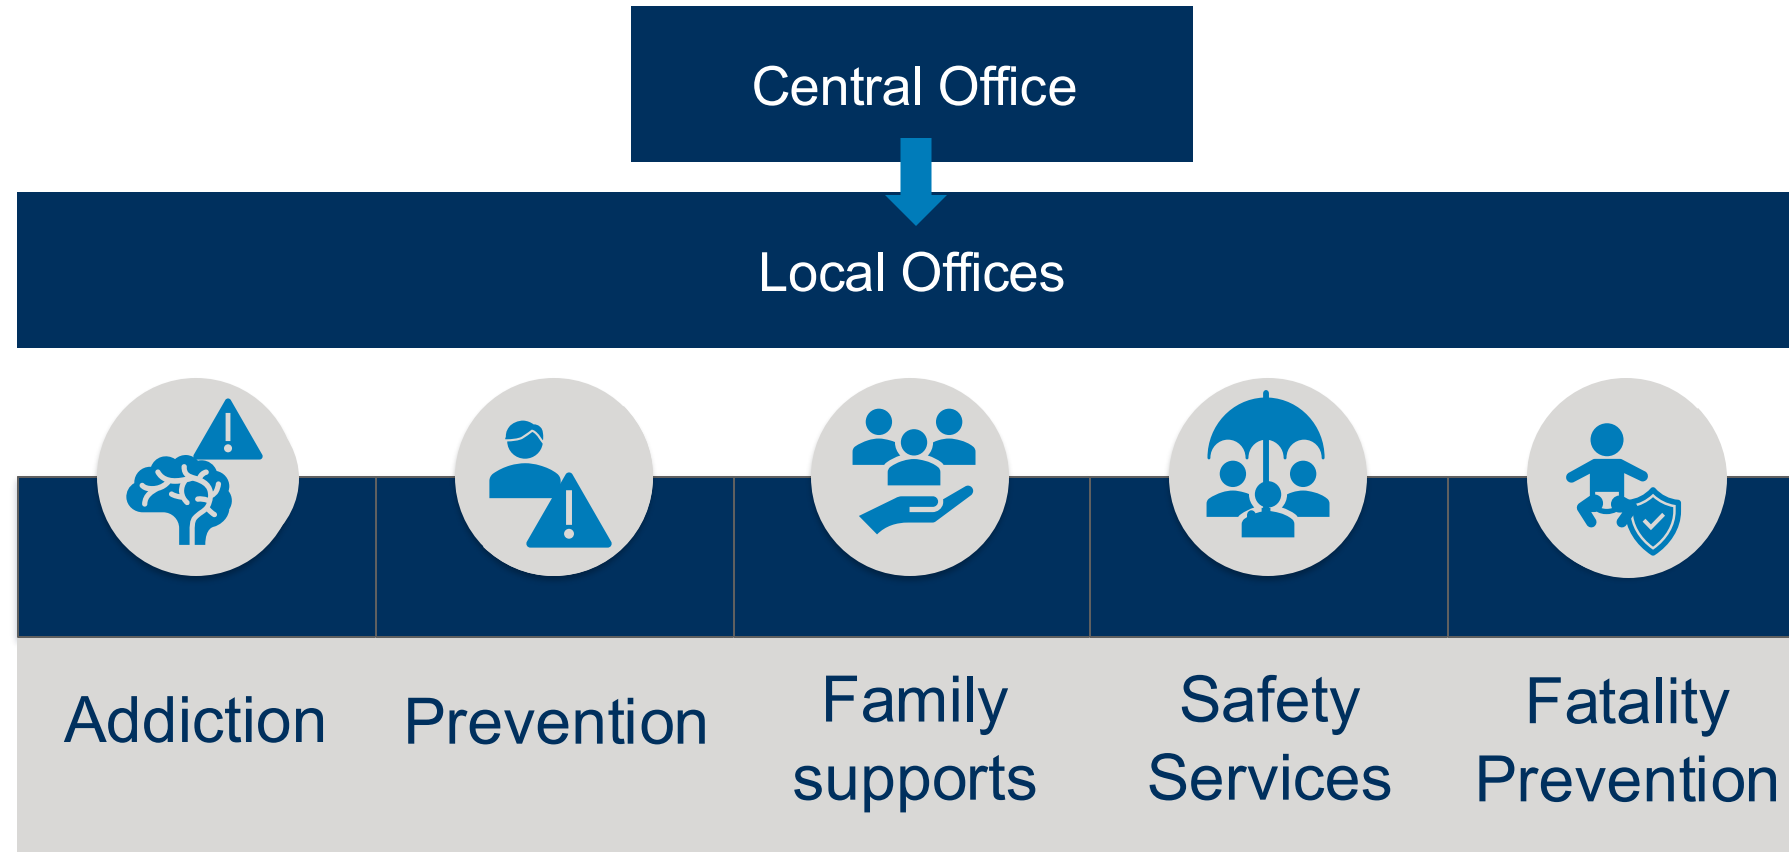 Central Office
Local Offices
Addiction
Prevention
Family
supports
Safety
Services
Fatality
Prevention